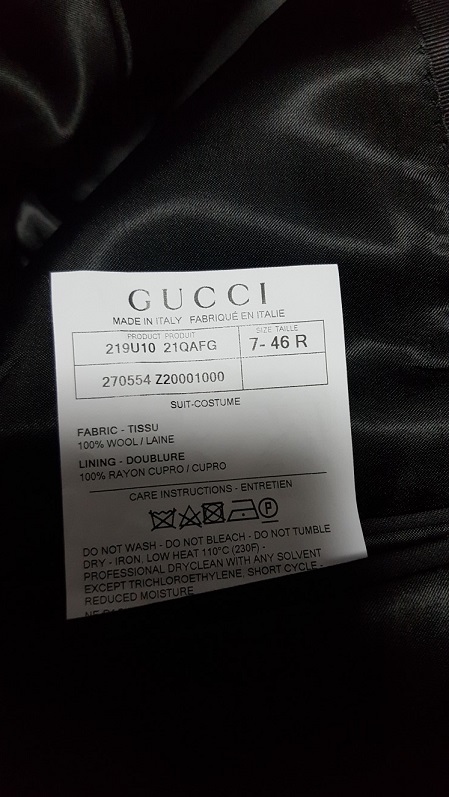 GUCCI
MADE IN ITALY FABRIQUÉ EN ITALIE
PRODUCT PRODUIT SIZE TAILLE
219U10 21QAFG 7- 46 R
270554 Z20001000
SUIT-COSTUME
FABRIC - TISSU
100% WOOL / LAINE
LINING - DOUBLURE
100% RAYON CUPRO / CUPRO
CARE INSTRUCTIONS - ENTRETIEN
P
DO NOT WASH - DO NOT BLEACH - DO NOT TUMBLE
DRY - IRON, LOW HEAT 110°C (230F) -
PROFESSIONAL DRYCLEAN WITH ANY SOLVENT
EXCEPT TRICHLOROETHYLENE, SHORT CYCLE -
REDUCED MOISTURE